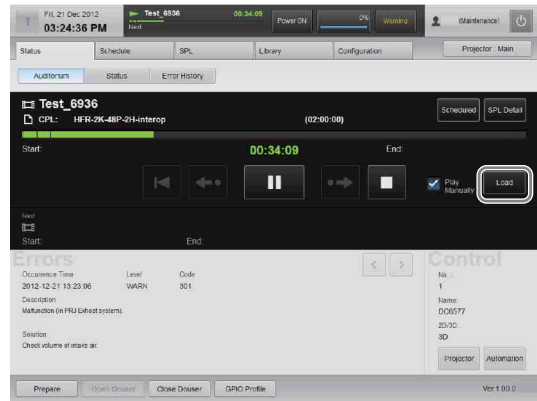 1
Fri, 21 Dec 2012
03:24:36 PM
Test_6936
00:34:09
Next
Power ON
0%
Warning
(Maintenance)
Status
Schedule
SPL
Library
Configuration
Projector : Main
Auditorium
Status
Error History
Test_6936
CPL: HFR-2K-48P-2H-interop
(02:00:00)
Scheduled
SPL Detail
Start:
00:34:09
End:
Play Manually
Load
Next
Start:
End:
Errors
Control
Occurrence Time
Level
Code
2012-12-21 13:23:06
WARN
301
Description
Malfunction (in PRJ Exhost system).
Solution
Check volume of intake air.
No .:
1
Name:
DC6577
2D/3D:
3D
Projector
Automation
Prepare
Open Douser
Close Douser
GPIO Profile
Ver 1.00.0